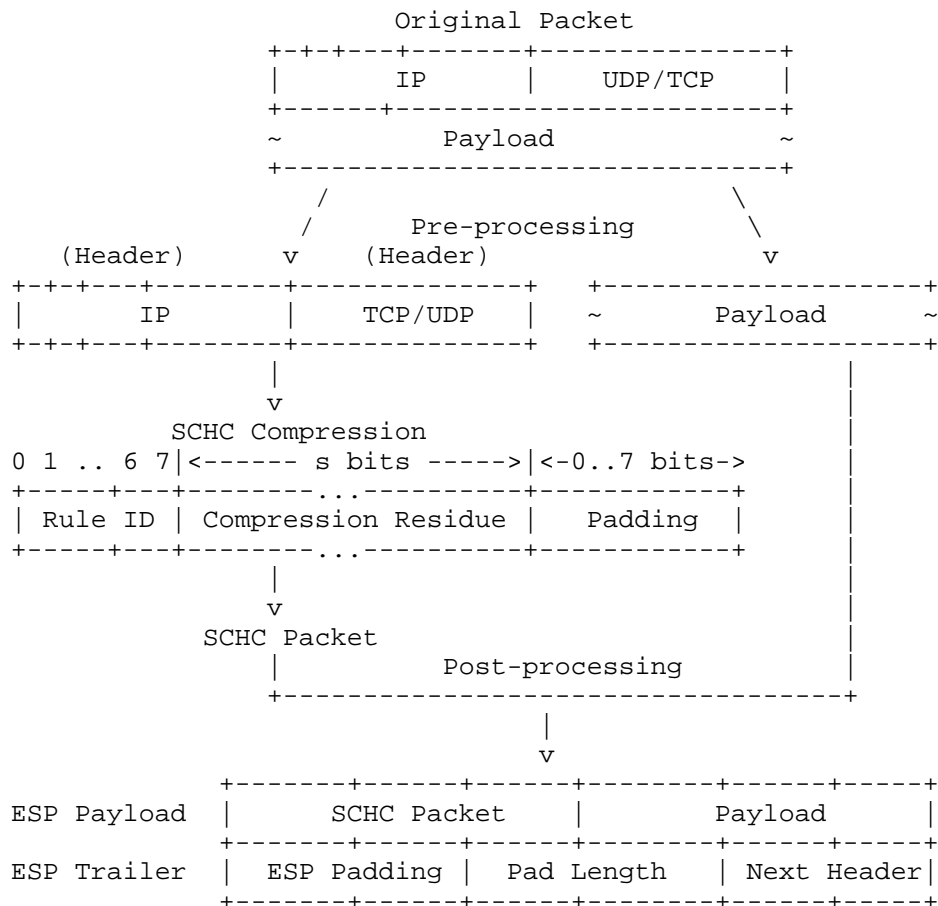 Original Packet
+-+-+---+-------+---------------+
|       IP      |    UDP/TCP    |
+------+------------------------+
~          Payload              ~
+-------------------------------+
/                         \
/      Pre-processing       \
(Header)      v    (Header)                 v
+-+-+---+--------+--------------+   +--------------------+
|       IP       |    TCP/UDP   |   ~       Payload      ~
+-+-+---+--------+--------------+   +--------------------+
|                                   |
v                                   |
SCHC Compression                         |
0 1 .. 6 7|<------ s bits ----->|<-0..7 bits->      |
+-----+---+--------...----------+------------+      |
| Rule ID | Compression Residue |   Padding  |      |
+-----+---+--------...----------+------------+      |
|                                   |
v                                   |
SCHC Packet                             |
|          Post-processing          |
+----------------------------------+
|
v
+-------+------+------+--------+------+-----+
ESP Payload  |      SCHC Packet     |        Payload      |
+-------+------+------+--------+------+-----+
ESP Trailer  |  ESP Padding |  Pad Length   | Next Header|
+-------+------+------+--------+------+-----+